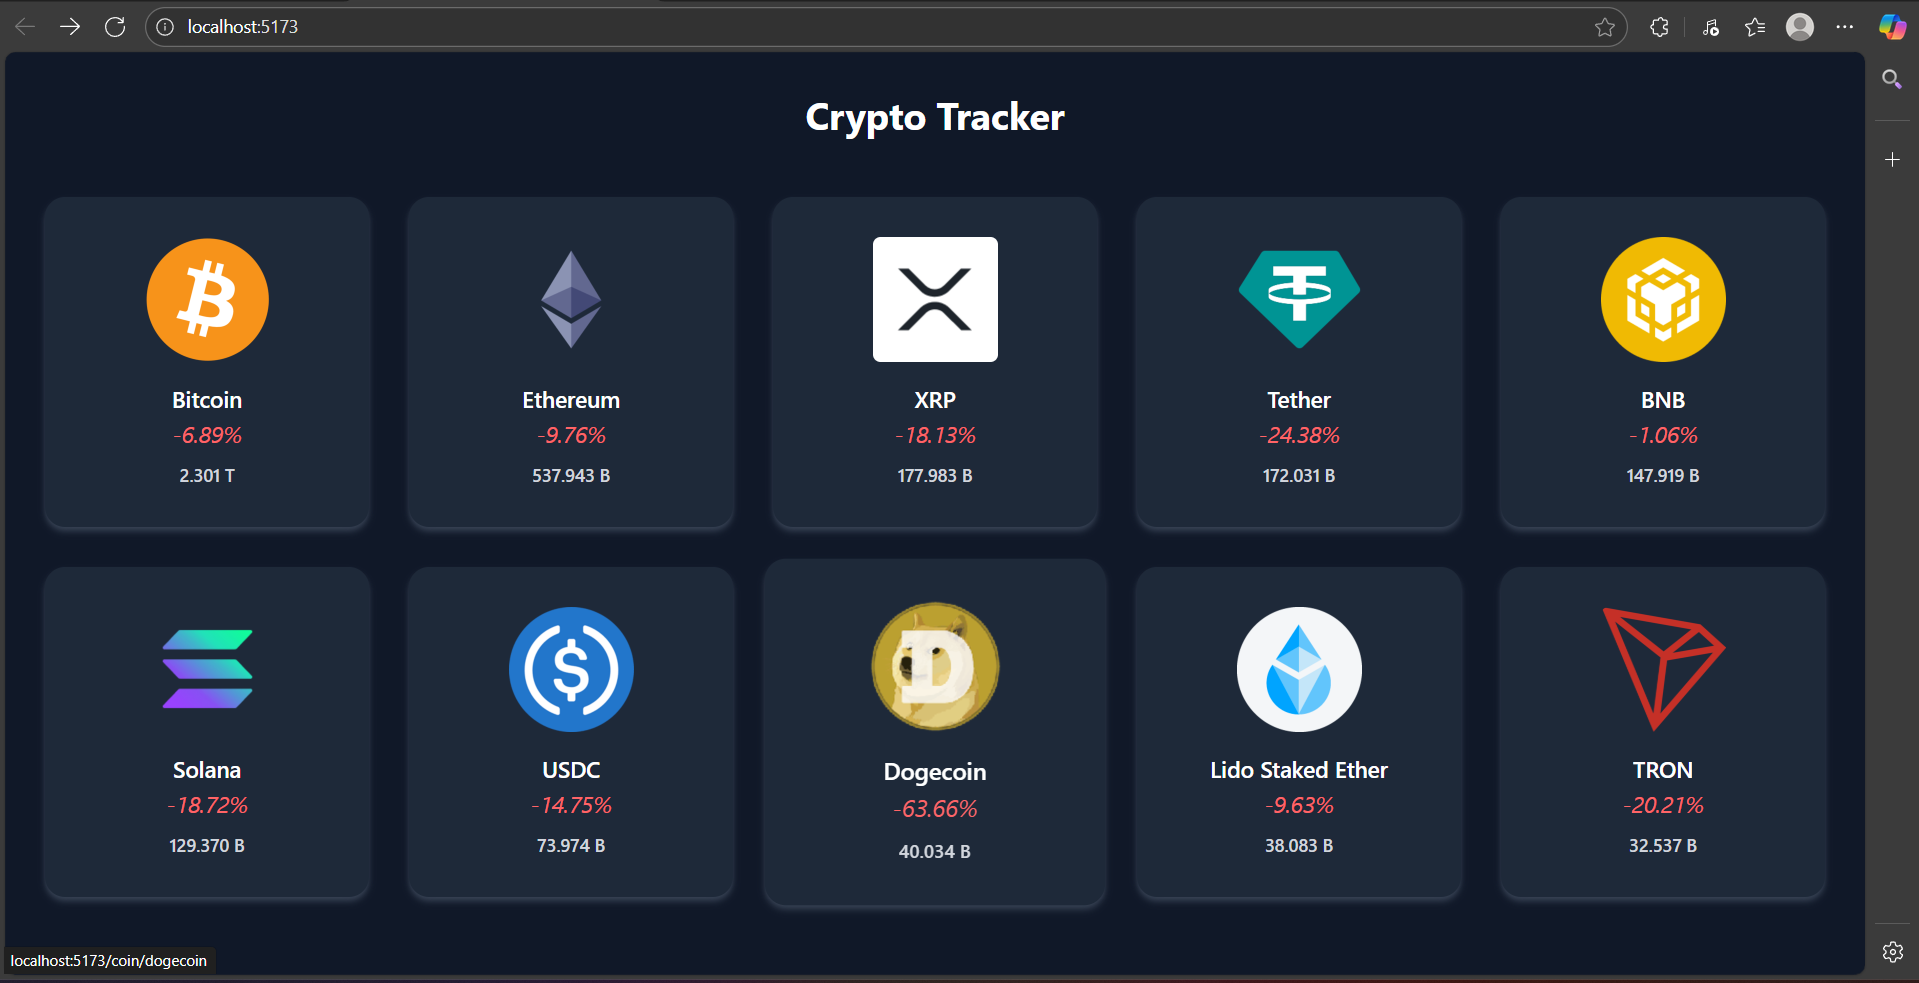 localhost:5173
Crypto Tracker
Bitcoin
-6.89%
2.301 T
Ethereum
-9.76%
537.943 B
XRP
-18.13%
177.983 B
Tether
-24.38%
172.031 B
BNB
-1.06%
147.919 B
Solana
-18.72%
129.370 B
USDC
-14.75%
73.974 B
Dogecoin
-63.66%
40.034 B
Lido Staked Ether
-9.63%
38.083 B
TRON
-20.21%
32.537 B
localhost:5173/coin/dogecoin